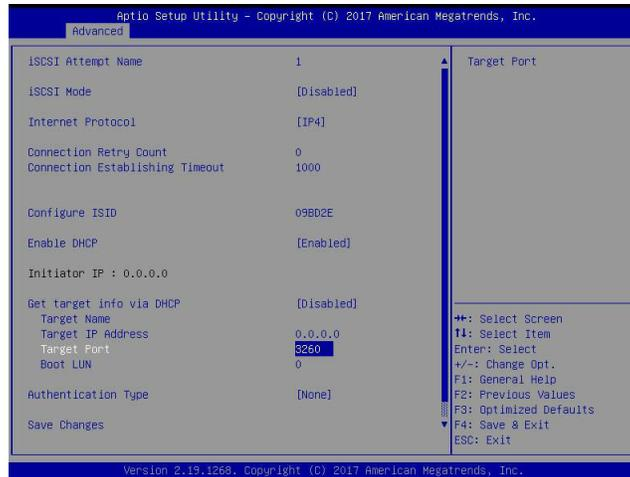 Aptio Setup Utility – Copyright (C) 2017 American Megatrends, Inc.
Advanced
iSCSI Attempt Name 1
iSCSI Mode [Disabled]
Internet Protocol [IP4]
Connection Retry Count 0
Connection Establishing Timeout 1000
Configure ISID 09BD2E
Enable DHCP [Enabled]
Initiator IP : 0.0.0.0
Get target info via DHCP [Disabled]
Target Name
Target IP Address 0.0.0.0
Target Port 3260
Boot LUN 0
Authentication Type [None]
Save Changes
Target Port
→←: Select Screen
↑↓: Select Item
Enter: Select
+/-: Change Opt.
F1: General Help
F2: Previous Values
F3: Optimized Defaults
F4: Save & Exit
ESC: Exit
Version 2.19.1268. Copyright (C) 2017 American Megatrends, Inc.